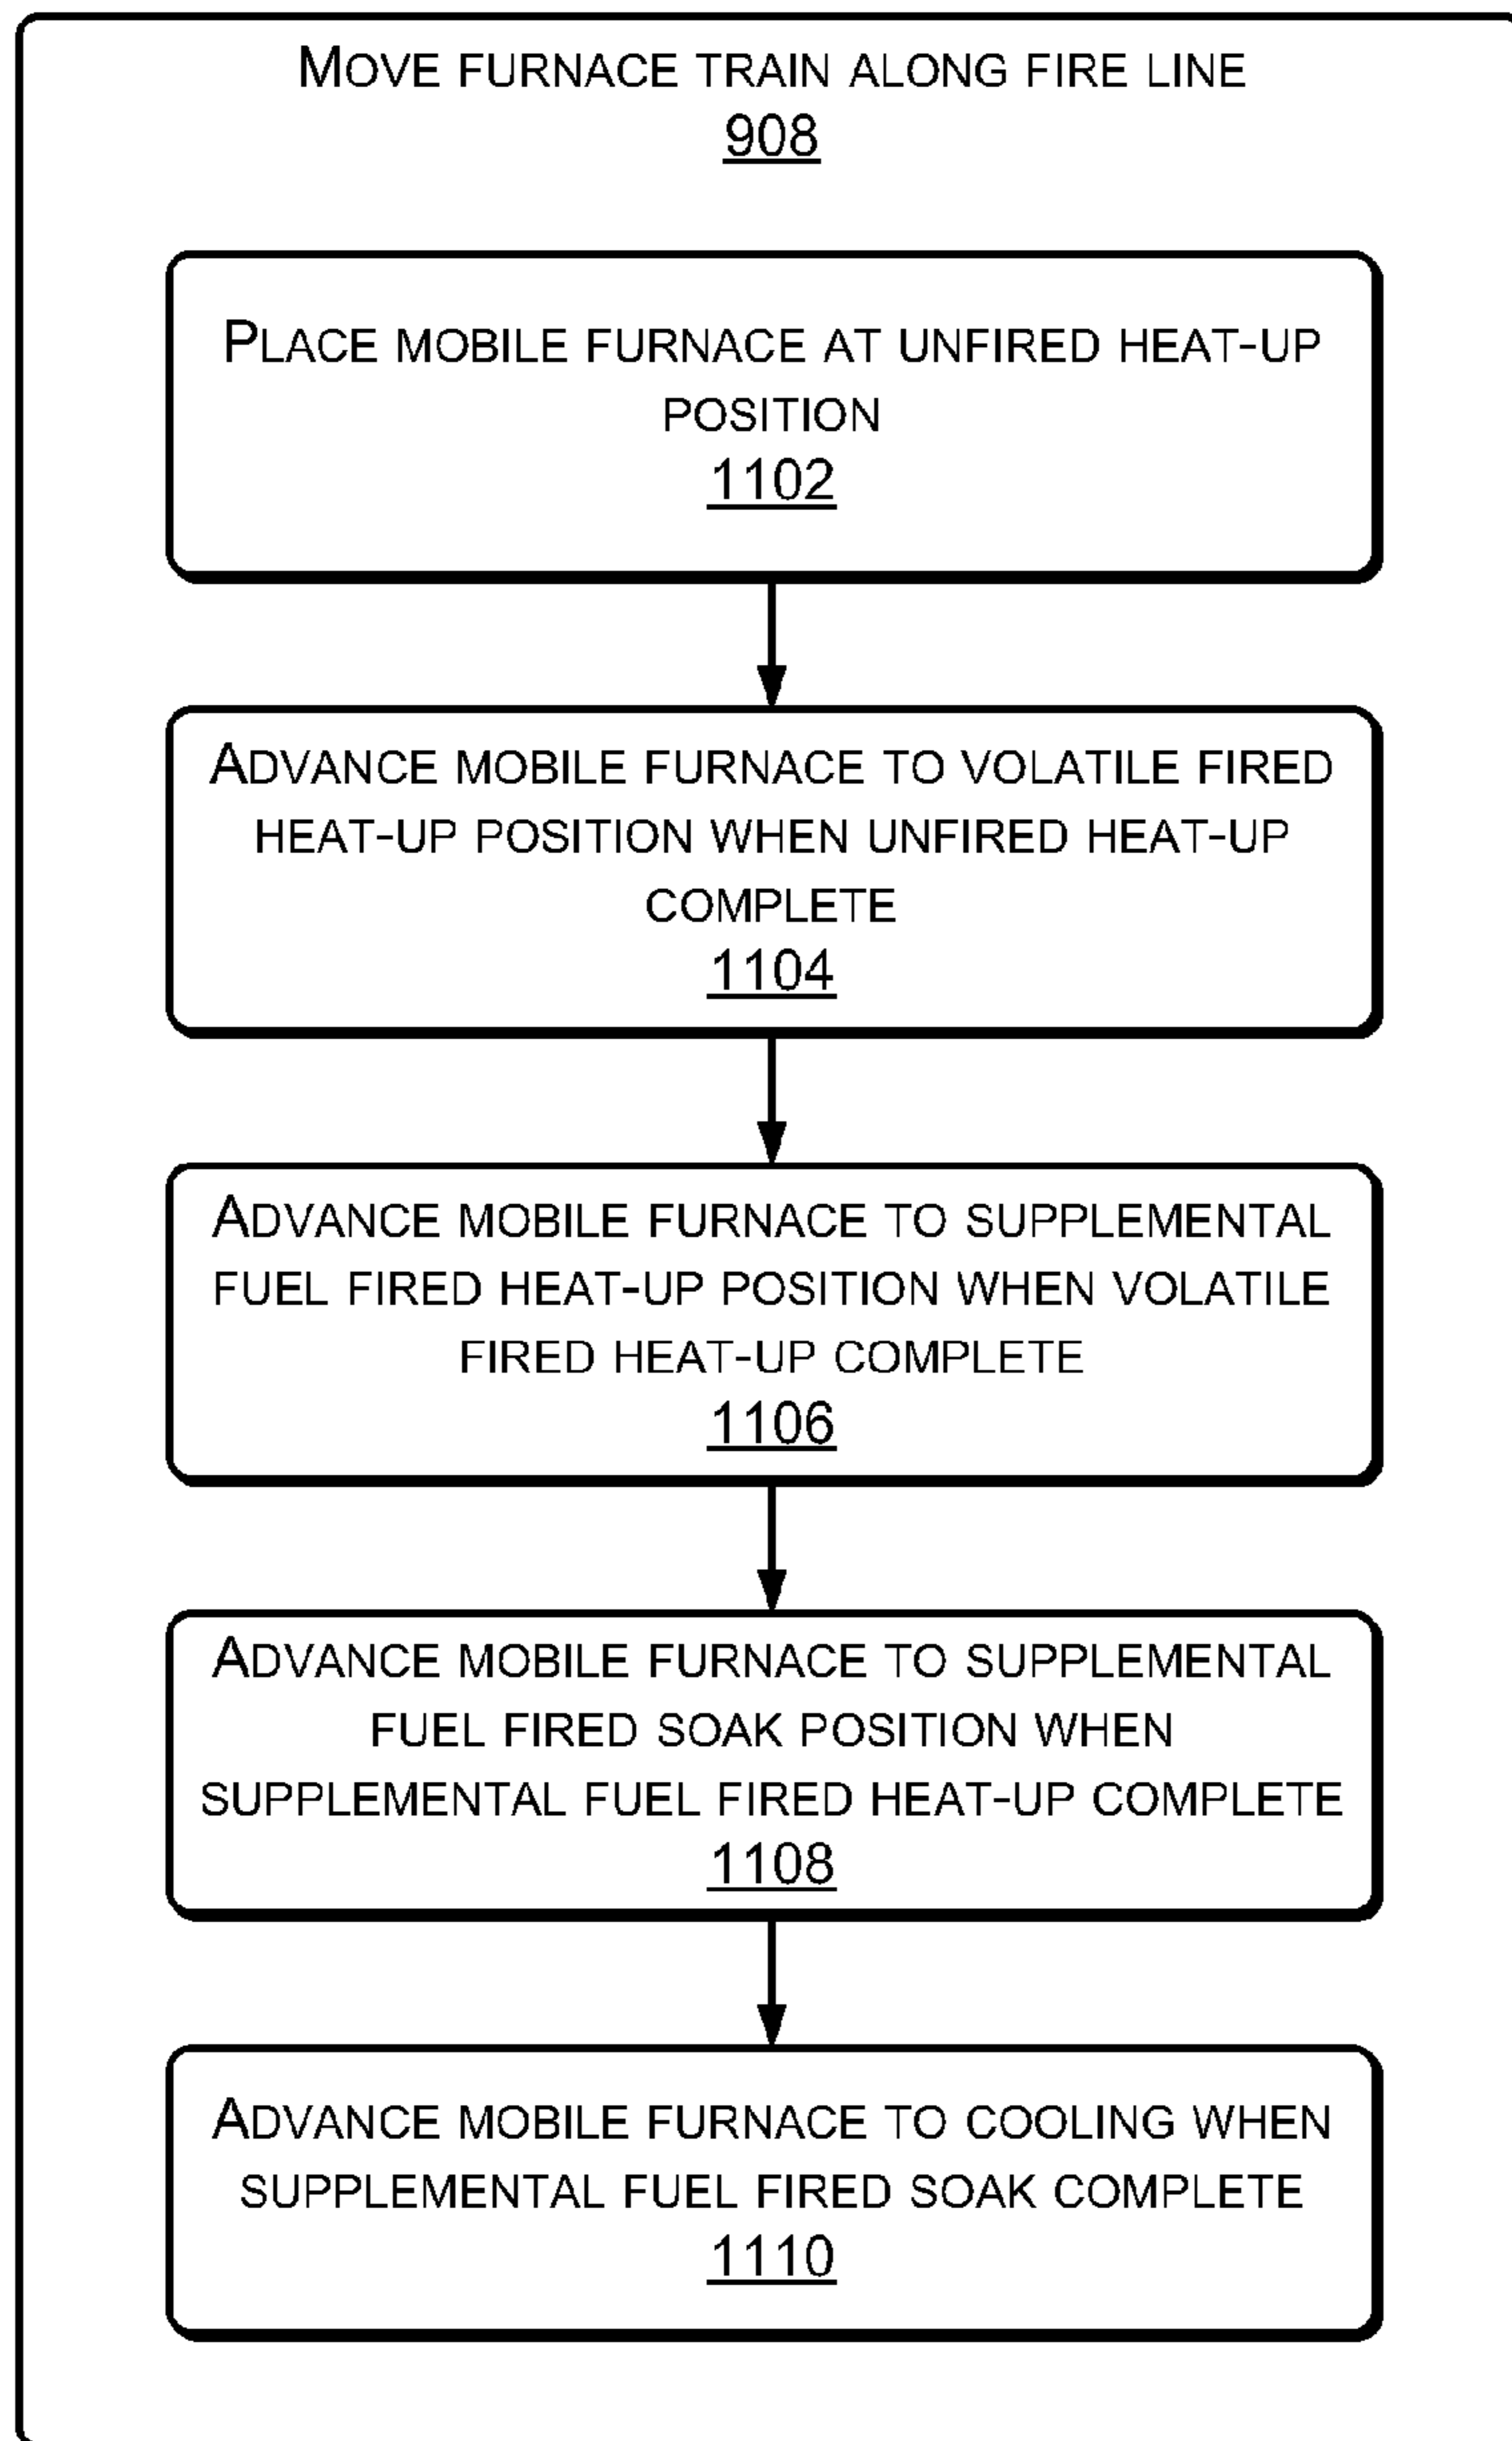 MOVE FURNACE TRAIN ALONG FIRE LINE
908
PLACE MOBILE FURNACE AT UNFIRED HEAT-UP
POSITION
1102
ADVANCE MOBILE FURNACE TO VOLATILE FIRED
HEAT-UP POSITION WHEN UNFIRED HEAT-UP
COMPLETE
1104
ADVANCE MOBILE FURNACE TO SUPPLEMENTAL
FUEL FIRED HEAT-UP POSITION WHEN VOLATILE
FIRED HEAT-UP COMPLETE
1106
ADVANCE MOBILE FURNACE TO SUPPLEMENTAL
FUEL FIRED SOAK POSITION WHEN
SUPPLEMENTAL FUEL FIRED HEAT-UP COMPLETE
1108
ADVANCE MOBILE FURNACE TO COOLING WHEN
SUPPLEMENTAL FUEL FIRED SOAK COMPLETE
1110